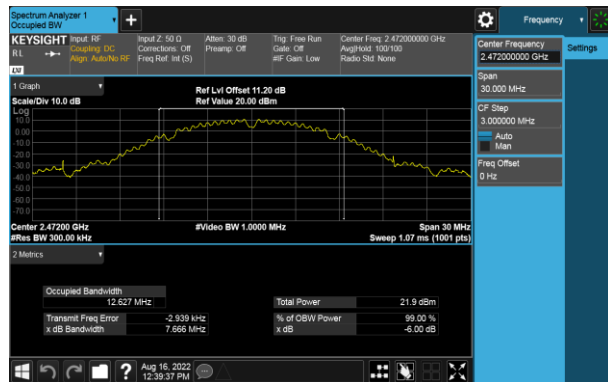 Spectrum Analyzer 1
Occupied BW
+
Frequency
KEYSIGHT
RL
LXI
Input: RF
Coupling: DC
Align: Auto/No RF
Input Z: 50 Ω
Corrections: Off
Freq Ref: Int (S)
Atten: 30 dB
Preamp: Off
Trig: Free Run
Gate: Off
#IF Gain: Low
Center Freq: 2.472000000 GHz
Avg|Hold: 100/100
Radio Std: None
Center Frequency
2.472000000 GHz
Settings
Span
30.000 MHz
CF Step
3.000000 MHz
Auto
Man
Freq Offset
0 Hz
1 Graph
Scale/Div 10.0 dB
Ref Lvl Offset 11.20 dB
Ref Value 20.00 dBm
Log
10.0
0.00
-10.0
-20.0
-30.0
-40.0
-50.0
-60.0
-70.0
Center 2.47200 GHz
#Res BW 300.00 kHz
#Video BW 1.0000 MHz
Span 30 MHz
Sweep 1.07 ms (1001 pts)
2 Metrics
Occupied Bandwidth
12.627 MHz
Total Power 21.9 dBm
Transmit Freq Error -2.939 kHz
% of OBW Power 99.00 %
x dB Bandwidth 7.666 MHz
x dB -6.00 dB
?
Aug 16, 2022
12:39:37 PM